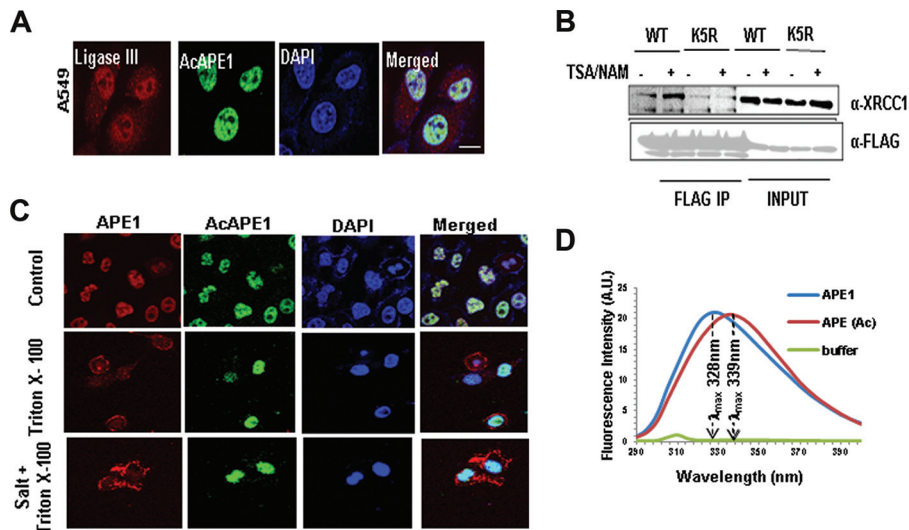 A
Ligase III AcAPE1 DAPI Merged
A549
B
WT K5R WT K5R
TSA/NAM - + - + - + - +
α-XRCC1
α-FLAG
FLAG IP INPUT
C
APE1 AcAPE1 DAPI Merged
Control
Triton X- 100
Salt +
Triton X-100
D
Fluorescence Intensity (A.U.)
25
20
15
10
5
0
290 310 330 350 370 390
Wavelength (nm)
λmax 328nm
λmax 339nm
APE1
APE (Ac)
buffer